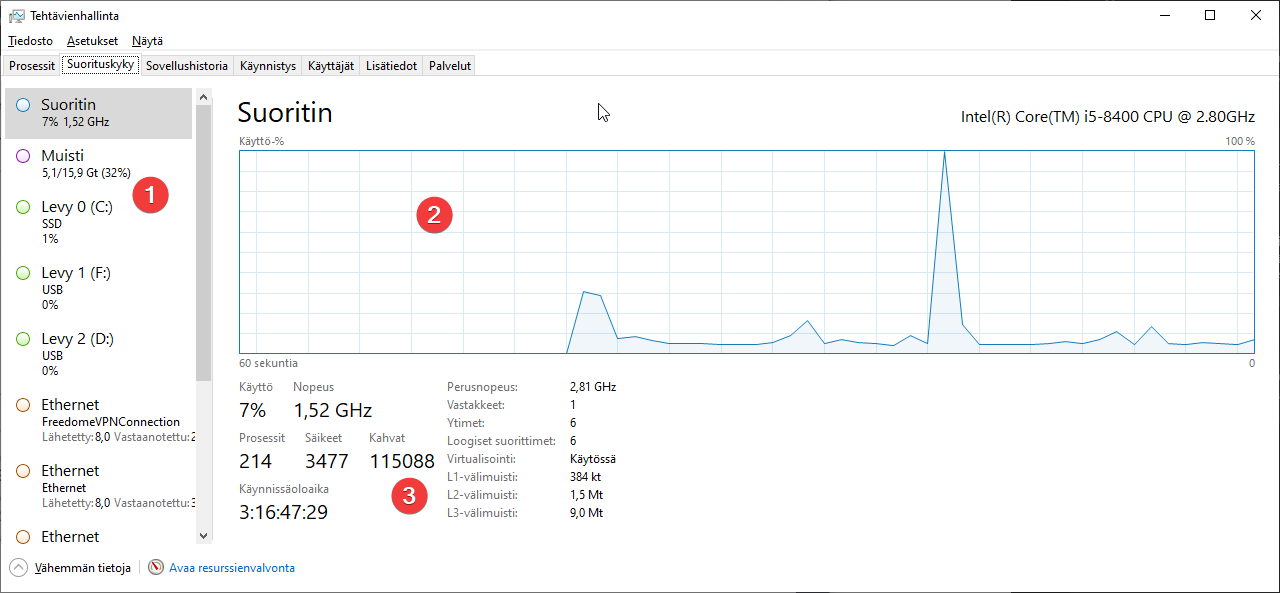 Tehtävienhallinta
Tiedosto Asetukset Näytä
Prosessit Suorituskyky Sovellushistoria Käynnistys Käyttäjät Lisätiedot Palvelut
Suoritin
7% 1,52 GHz
Muisti
5,1/15,9 Gt (32%)
1
Levy 0 (C:)
SSD
1%
Levy 1 (F:)
USB
0%
Levy 2 (D:)
USB
0%
Ethernet
FreedomeVPNConnection
Lähetetty: 8,0 Vastaanotettu: 2
Ethernet
Ethernet
Lähetetty: 8,0 Vastaanotettu: 3
Ethernet
Suoritin
Intel(R) Core(TM) i5-8400 CPU @ 2.80GHz
Käyttö-% 100 %
2
60 sekuntia 0
Käyttö Nopeus
7% 1,52 GHz
Prosessit Säikeet Kahvat
214 3477 115088
Käynnissäoloaika
3:16:47:29
3
Perusnopeus: 2,81 GHz
Vastakkeet: 1
Ytimet: 6
Loogiset suorittimet: 6
Virtualisointi: Käytössä
L1-välimuisti: 384 kt
L2-välimuisti: 1,5 Mt
L3-välimuisti: 9,0 Mt
Vähemmän tietoja Avaa resurssienvalvonta